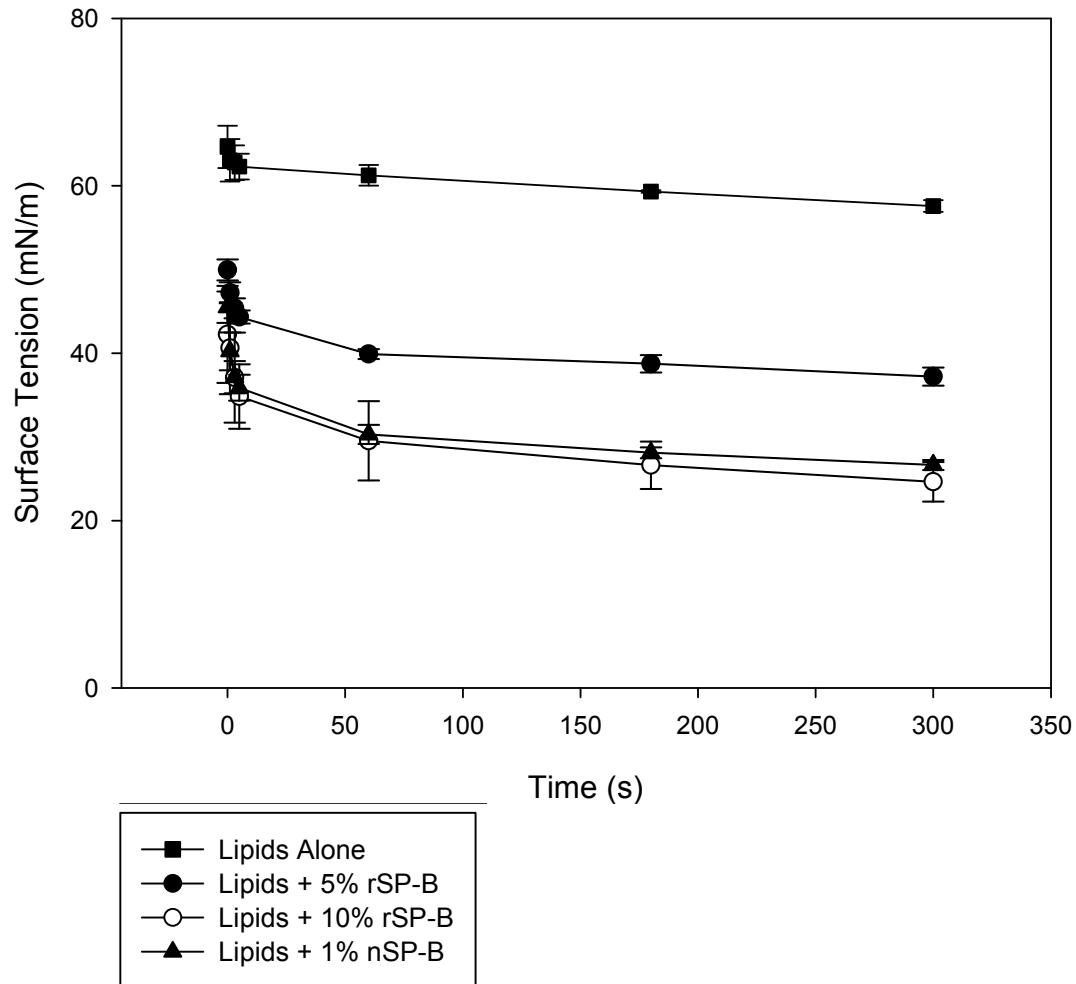 80
60
40
20
0
Surface Tension (mN/m)
0 50 100 150 200 250 300 350
Time (s)
Lipids Alone
Lipids + 5% rSP-B
Lipids + 10% rSP-B
Lipids + 1% nSP-B